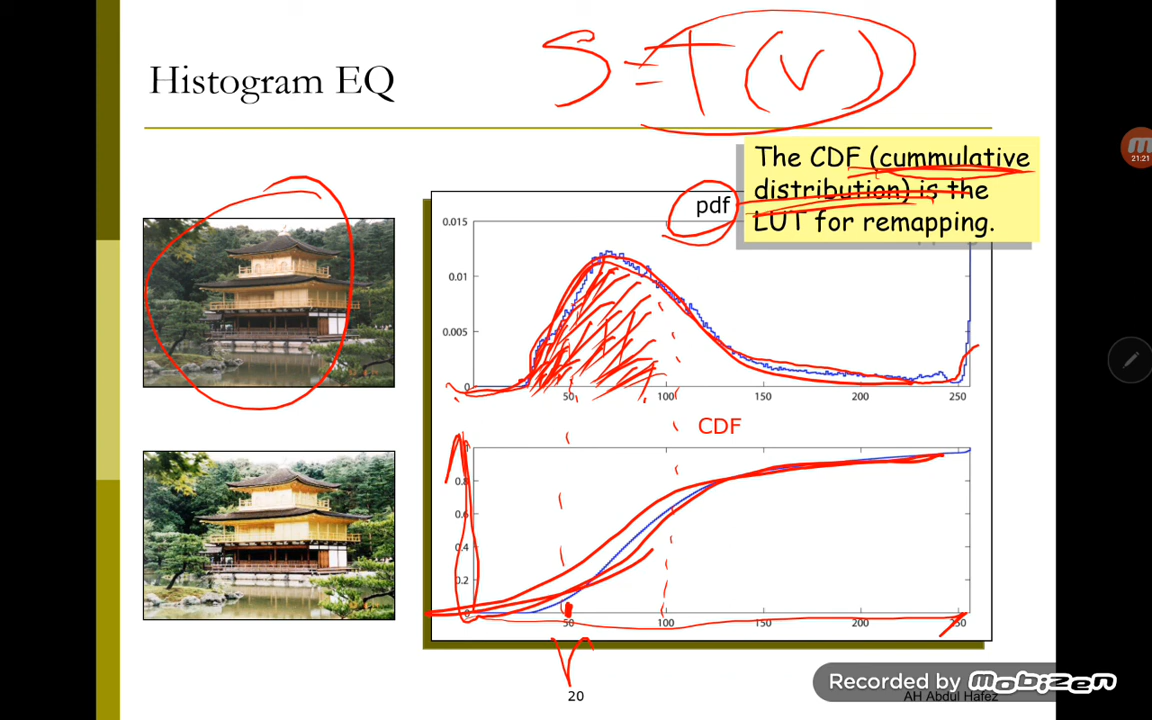 S = T(r)
Histogram EQ
The CDF (cummulative
distribution) is the
LUT for remapping.
pdf
0.015
0.01
0.005
0
50
100
150
200
250
CDF
0.8
0.6
0.4
0.2
0
50
100
150
200
250
r
20
AH Abdul Hafez
Recorded by mobizen
21:21